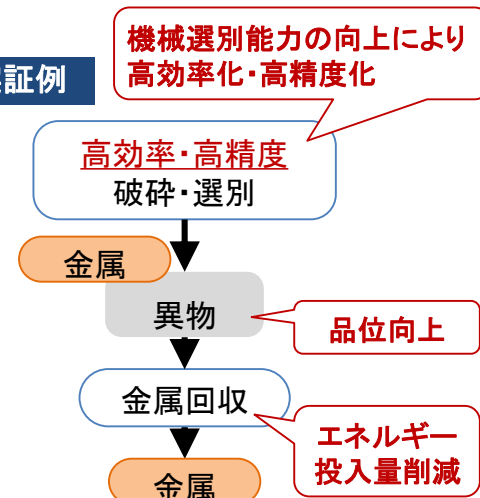 機械選別能力の向上により
高効率化・高精度化
証例
高効率・高精度
破砕・選別
金属
異物
品位向上
金属回収
エネルギー
投入量削減
金属